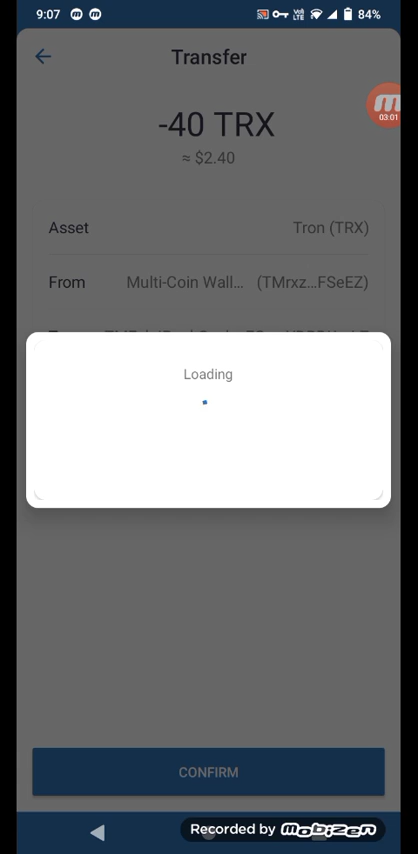 9:07 84%
Transfer
03:01
-40 TRX
≈ $2.40
Asset Tron (TRX)
From Multi-Coin Wall... (TMrxz...FSeEZ)
Loading
CONFIRM
Recorded by mobizen